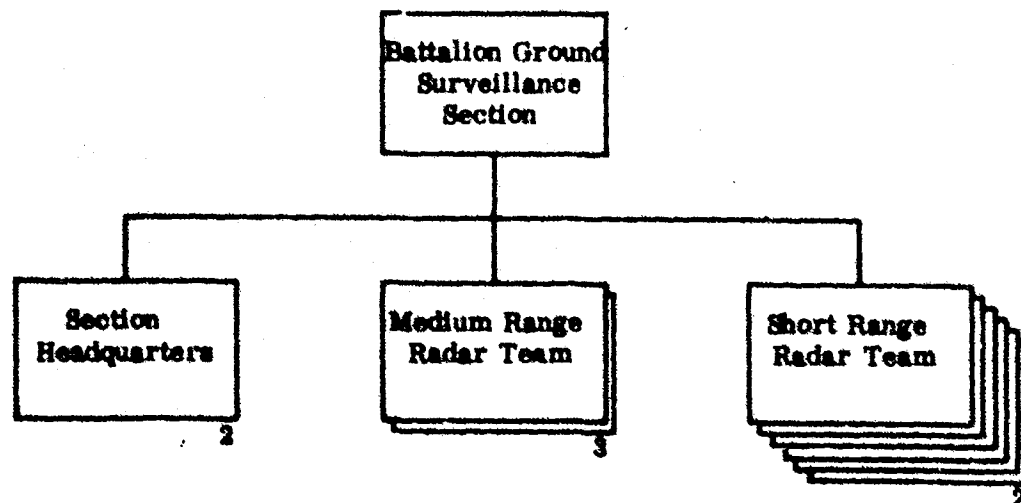 Battalion Ground
Surveillance
Section
Section
Headquarters
2
Medium Range
Radar Team
3
Short Range
Radar Team